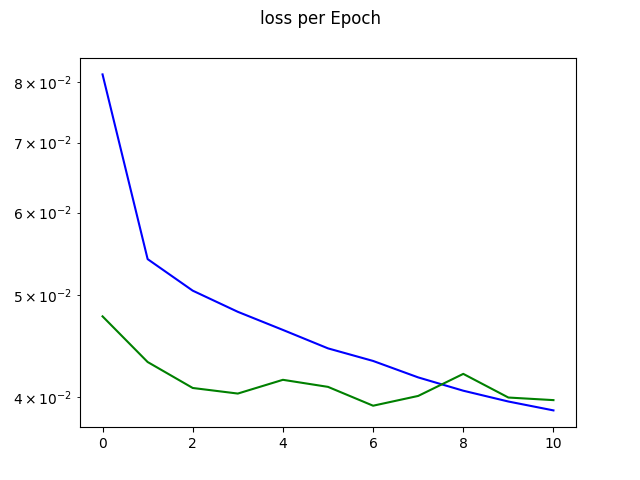 loss per Epoch
8 × 10⁻²
7 × 10⁻²
6 × 10⁻²
5 × 10⁻²
4 × 10⁻²
0 2 4 6 8 10